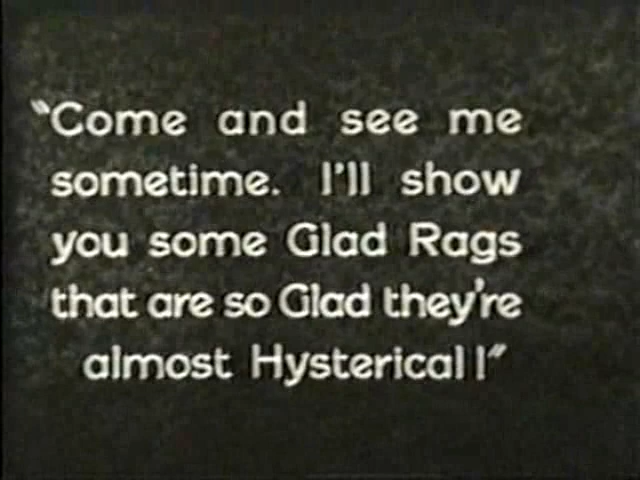 "Come and see me
sometime. I'll show
you some Glad Rags
that are so Glad they're
almost Hysterical!"